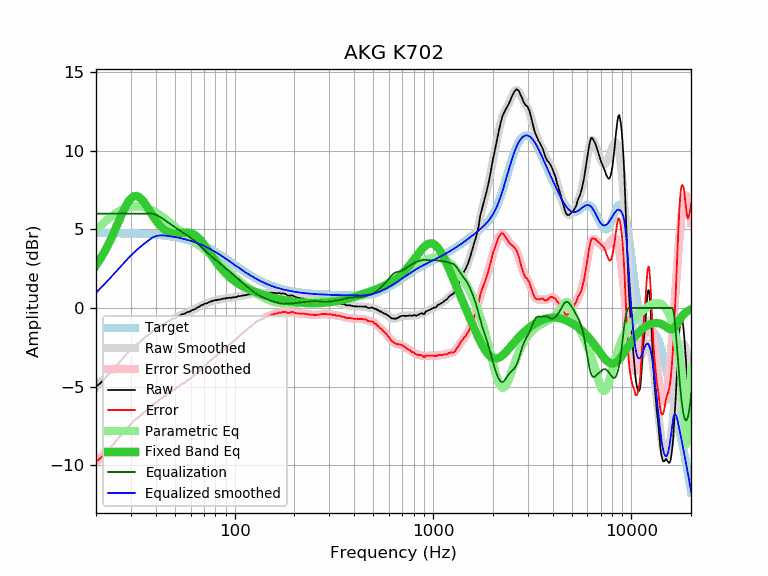 AKG K702
15
10
5
0
−5
−10
Amplitude (dBr)
Target
Raw Smoothed
Error Smoothed
Raw
Error
Parametric Eq
Fixed Band Eq
Equalization
Equalized smoothed
100
1000
10000
Frequency (Hz)